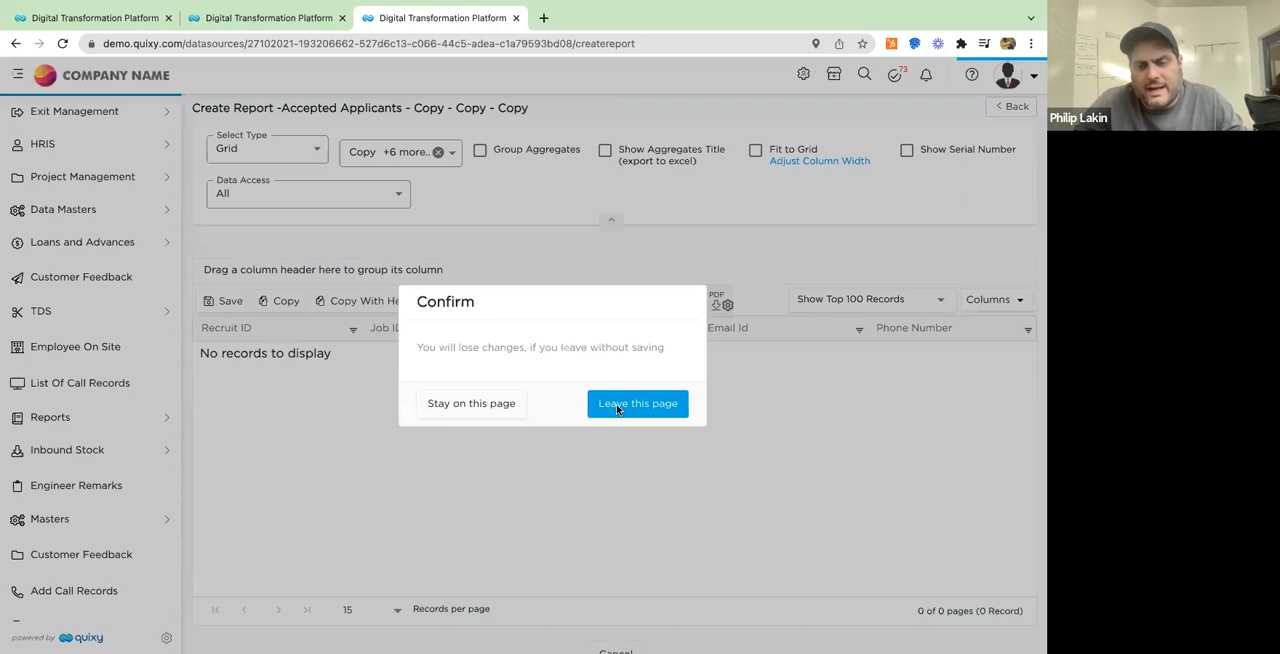 Digital Transformation Platform
Digital Transformation Platform
Digital Transformation Platform
demo.quixy.com/datasources/27102021-193206662-527d6c13-c066-44c5-adea-c1a79593bd08/createreport
COMPANY NAME
73
Philip Lakin
Exit Management
HRIS
Project Management
Data Masters
Loans and Advances
Customer Feedback
TDS
Employee On Site
List Of Call Records
Reports
Inbound Stock
Engineer Remarks
Masters
Customer Feedback
Add Call Records
powered by quixy
Create Report -Accepted Applicants - Copy - Copy - Copy
Back
Select Type
Grid
Copy +6 more..
Group Aggregates
Show Aggregates Title
(export to excel)
Fit to Grid
Adjust Column Width
Show Serial Number
Data Access
All
Drag a column header here to group its column
Save
Copy
Copy With He
PDF
Show Top 100 Records
Columns
Recruit ID
Job ID
Email Id
Phone Number
No records to display
Confirm
You will lose changes, if you leave without saving
Stay on this page
Leave this page
15
Records per page
0 of 0 pages (0 Record)
Cancel